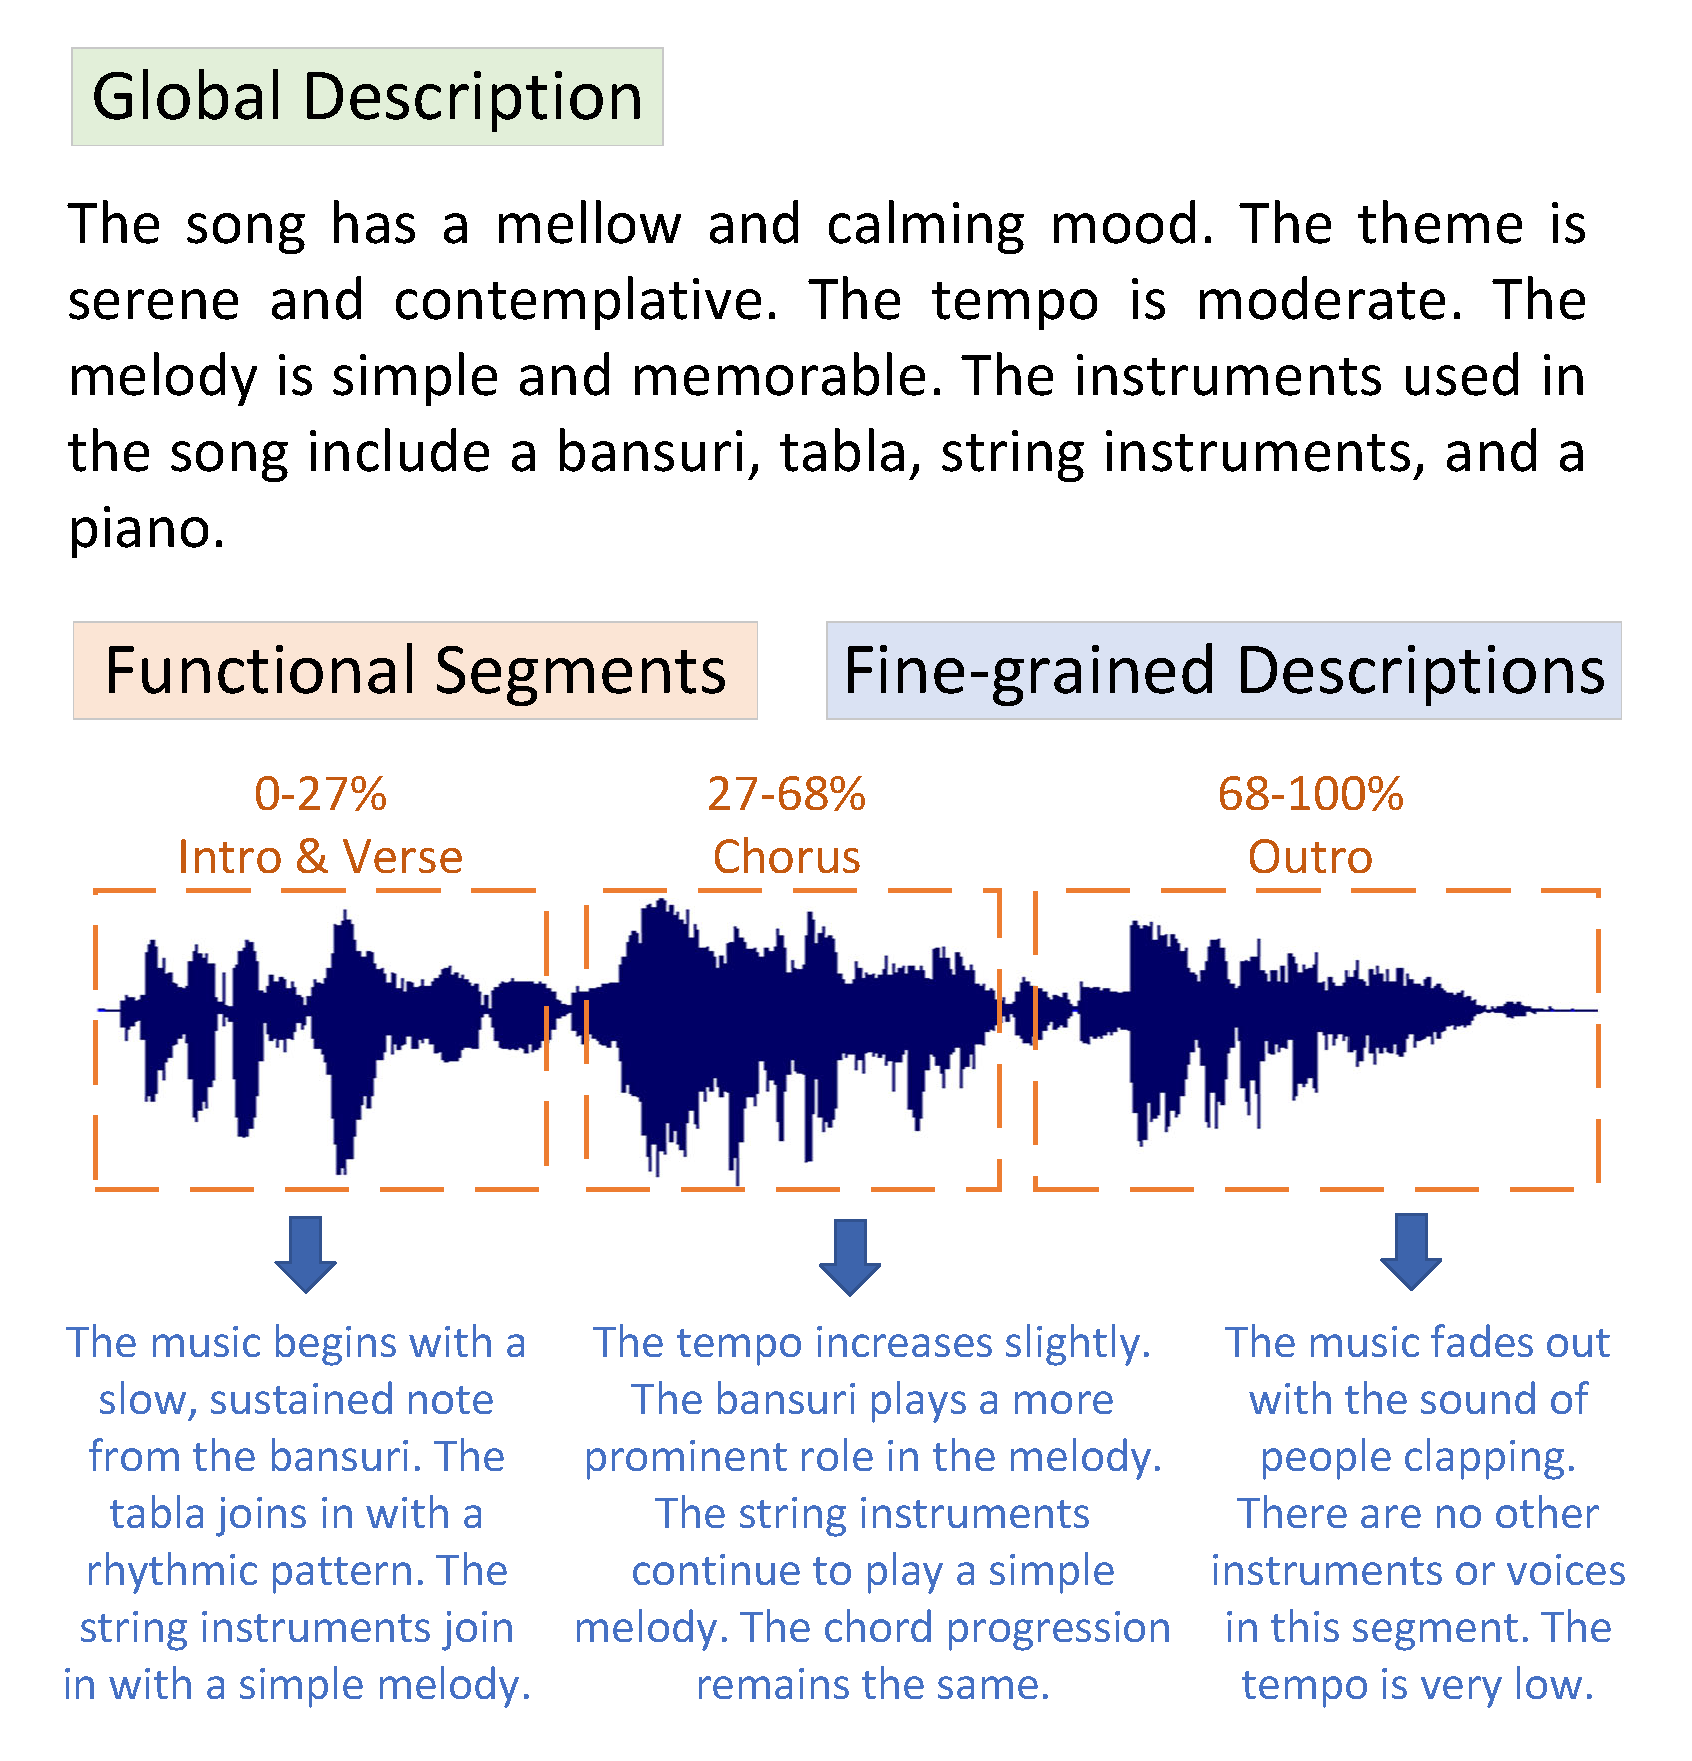 Global Description
The song has a mellow and calming mood. The theme is
serene and contemplative. The tempo is moderate. The
melody is simple and memorable. The instruments used in
the song include a bansuri, tabla, string instruments, and a
piano.
Functional Segments
Fine-grained Descriptions
0-27%
Intro & Verse
27-68%
Chorus
68-100%
Outro
The music begins with a
slow, sustained note
from the bansuri. The
tabla joins in with a
rhythmic pattern. The
string instruments join
in with a simple melody.
The tempo increases slightly.
The bansuri plays a more
prominent role in the melody.
The string instruments
continue to play a simple
melody. The chord progression
remains the same.
The music fades out
with the sound of
people clapping.
There are no other
instruments or voices
in this segment. The
tempo is very low.